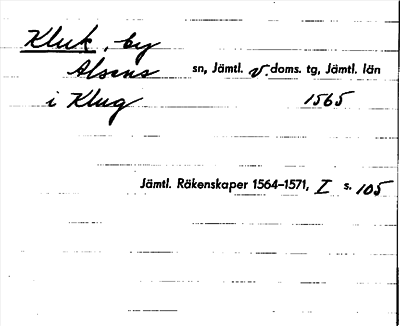 Kluk, by
Alsens sn, Jämtl. v. doms. tg, Jämtl. län
i Klug 1565
Jämtl. Räkenskaper 1564–1571, I s. 105